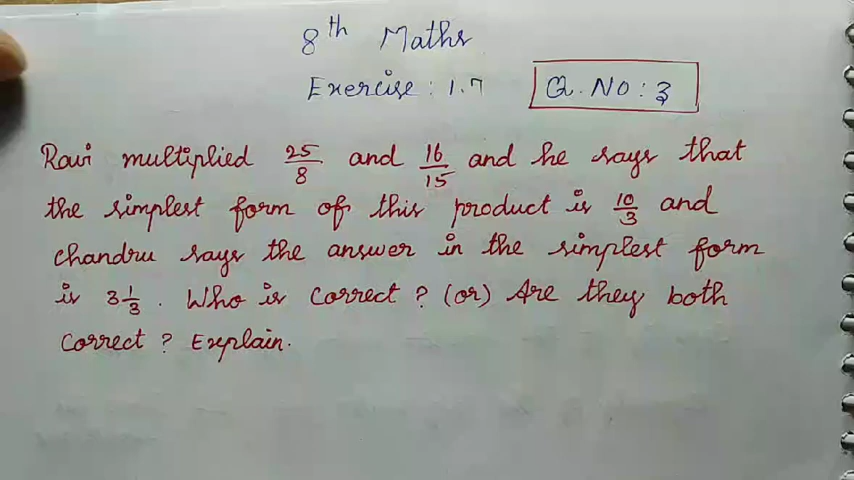 8th Maths
Exercise : 1.7 Q. NO : 3
Ravi multiplied 25/8 and 16/15 and he says that
the simplest form of this product is 10/3 and
chandru says the answer in the simplest form
is 3 1/3 . Who is correct ? (or) Are they both
correct ? Explain.